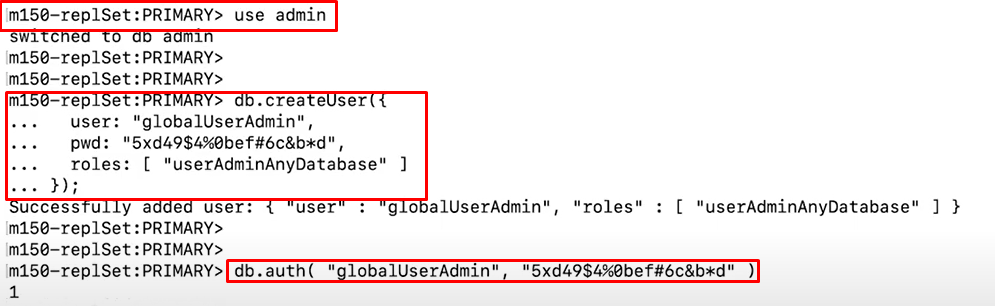 m150-replSet:PRIMARY> use admin
switched to db admin
m150-replSet:PRIMARY>
m150-replSet:PRIMARY>
m150-replSet:PRIMARY> db.createUser({
...   user: "globalUserAdmin",
...   pwd: "5xd49$4%0bef#6c&b*d",
...   roles: [ "userAdminAnyDatabase" ]
... });
Successfully added user: { "user" : "globalUserAdmin", "roles" : [ "userAdminAnyDatabase" ] }
m150-replSet:PRIMARY>
m150-replSet:PRIMARY>
m150-replSet:PRIMARY> db.auth( "globalUserAdmin", "5xd49$4%0bef#6c&b*d" )
1